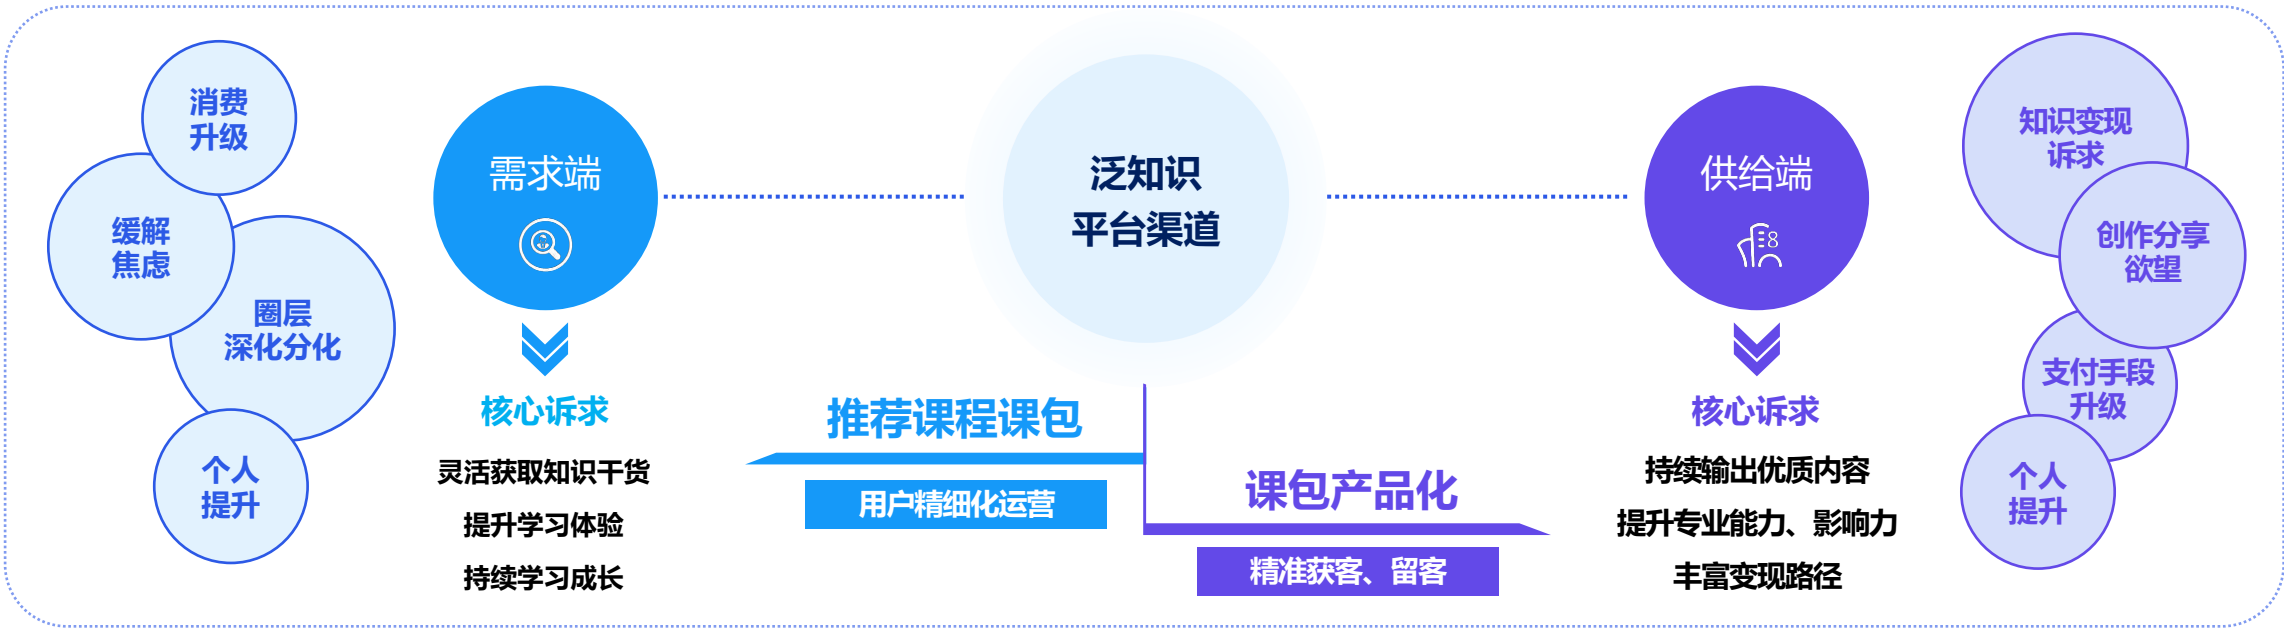 消费
升级
缓解
焦虑
圈层
深化分化
个人
提升
需求端
核心诉求
灵活获取知识干货
提升学习体验
持续学习成长
泛知识
平台渠道
推荐课程课包
用户精细化运营
课包产品化
精准获客、留客
供给端
8
核心诉求
持续输出优质内容
提升专业能力、影响力
丰富变现路径
知识变现
诉求
创作分享
欲望
支付手段
升级
个人
提升